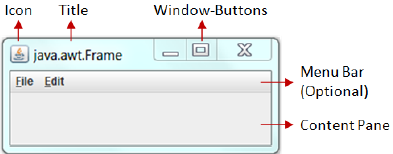 Icon Title Window-Buttons
java.awt.Frame
File Edit
Menu Bar
(Optional)
Content Pane